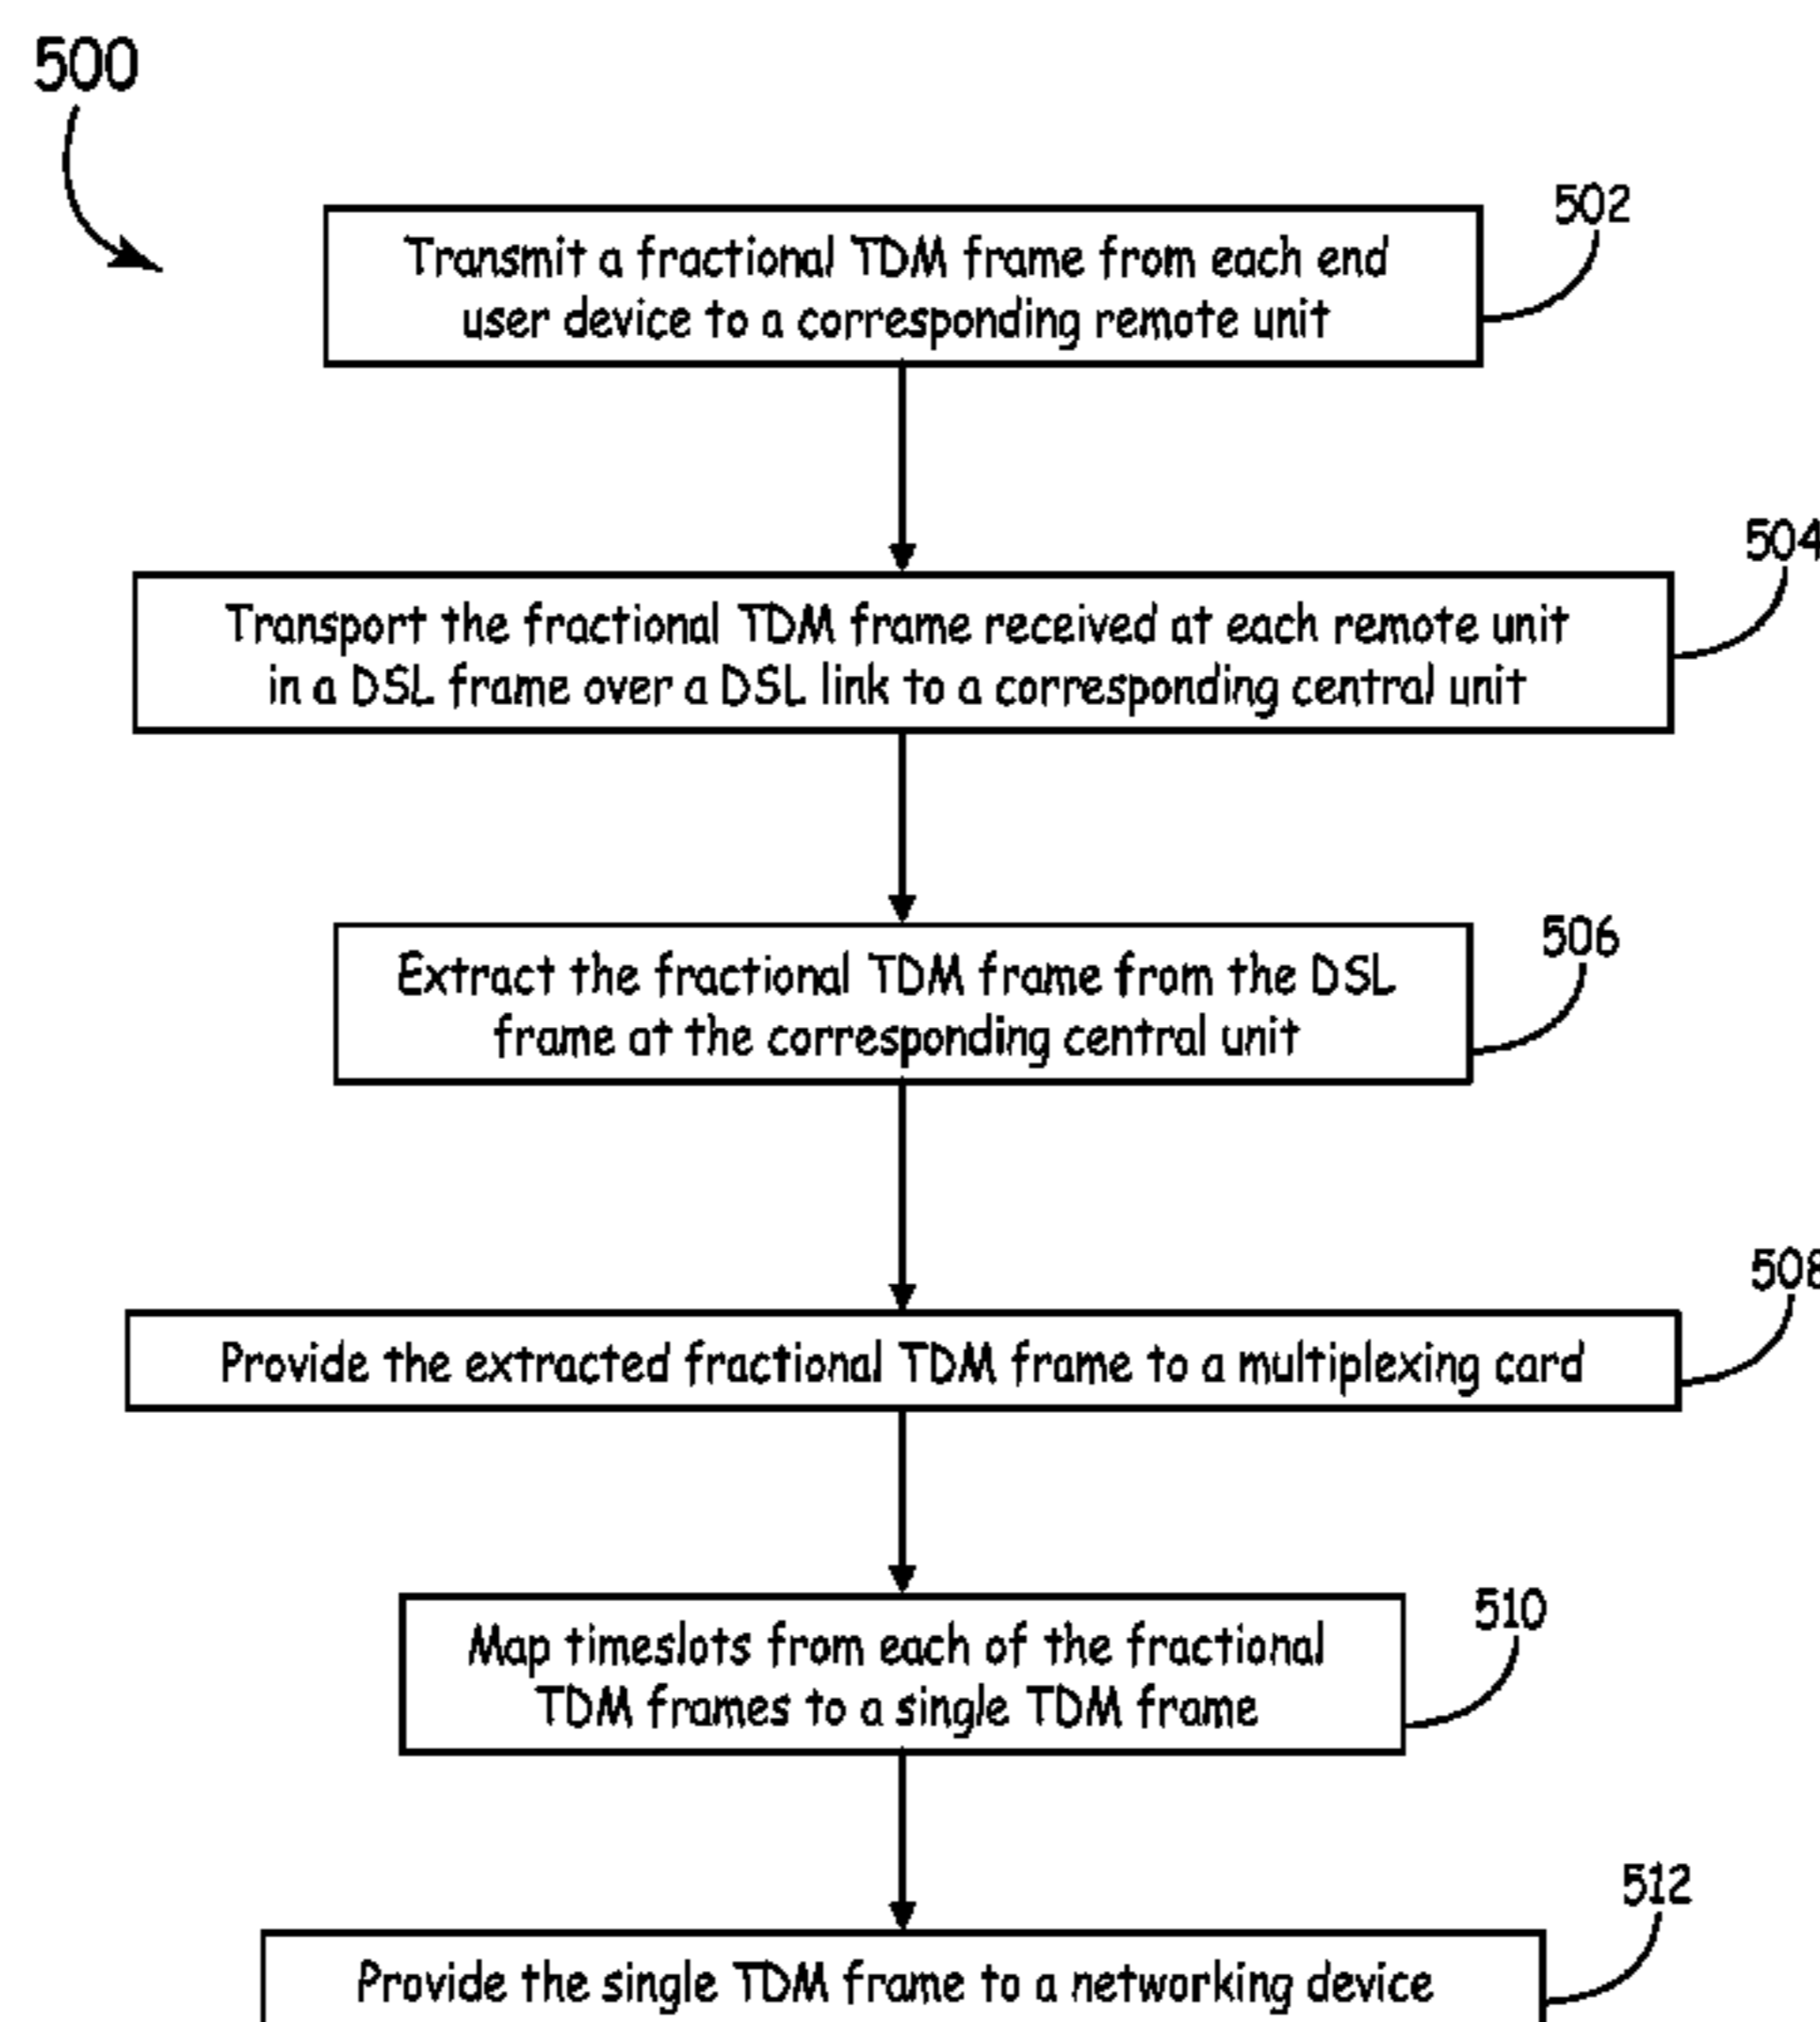 500
502
Transmit a fractional TDM frame from each end
user device to a corresponding remote unit
504
Transport the fractional TDM frame received at each remote unit
in a DSL frame over a DSL link to a corresponding central unit
506
Extract the fractional TDM frame from the DSL
frame at the corresponding central unit
508
Provide the extracted fractional TDM frame to a multiplexing card
510
Map timeslots from each of the fractional
TDM frames to a single TDM frame
512
Provide the single TDM frame to a networking device